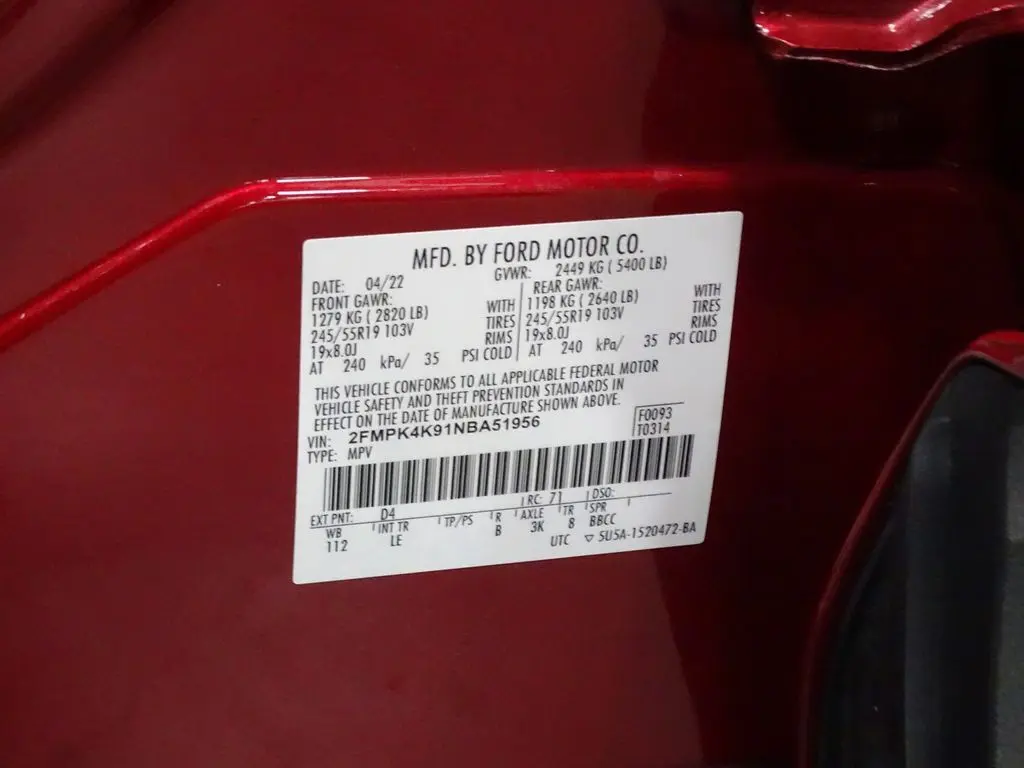 MFD. BY FORD MOTOR CO.
DATE: 04/22 GVWR: 2449 KG ( 5400 LB)
FRONT GAWR: REAR GAWR:
1279 KG ( 2820 LB) WITH 1198 KG ( 2640 LB) WITH
245/55R19 103V TIRES 245/55R19 103V TIRES
19x8.0J RIMS 19x8.0J RIMS
AT 240 kPa/ 35 PSI COLD AT 240 kPa/ 35 PSI COLD
THIS VEHICLE CONFORMS TO ALL APPLICABLE FEDERAL MOTOR
VEHICLE SAFETY AND THEFT PREVENTION STANDARDS IN
EFFECT ON THE DATE OF MANUFACTURE SHOWN ABOVE.
VIN: 2FMPK4K91NBA51956 F0093
TYPE: MPV T0314
EXT PNT: D4 RC: 71 DSO:
WB INT TR TP/PS R AXLE TR SPR
112 LE B 3K 8 BBCC
UTC ▽ SU5A-1520472-BA